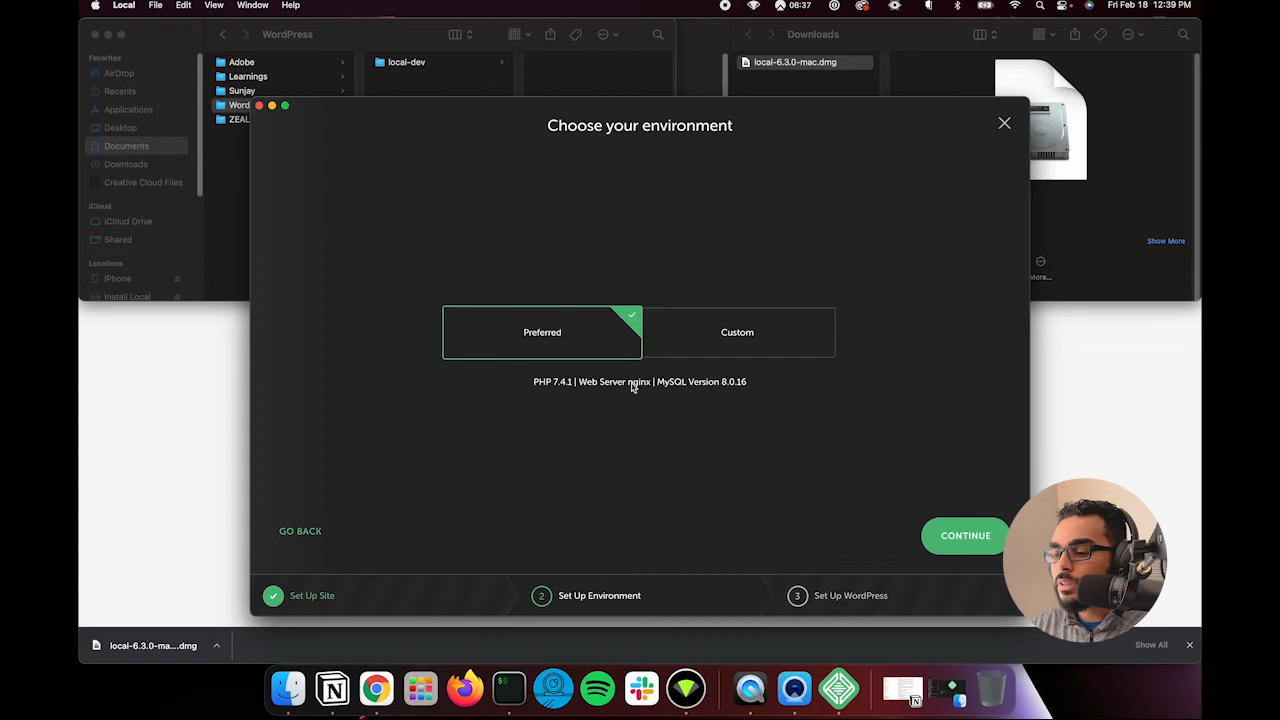 Local File Edit View Window Help 06:37 Fri Feb 18 12:39 PM
WordPress
Downloads
Favorites
AirDrop
Recents
Applications
Desktop
Documents
Downloads
Creative Cloud Files
iCloud
iCloud Drive
Shared
Locations
iPhone
Install Local
Adobe
Learnings
Sunjay
Word
ZEAL
local-dev
local-6.3.0-mac.dmg
Show More
More...
Choose your environment
Preferred
Custom
PHP 7.4.1 | Web Server nginx | MySQL Version 8.0.16
GO BACK
CONTINUE
Set Up Site
2 Set Up Environment
3 Set Up WordPress
local-6.3.0-ma....dmg
Show All